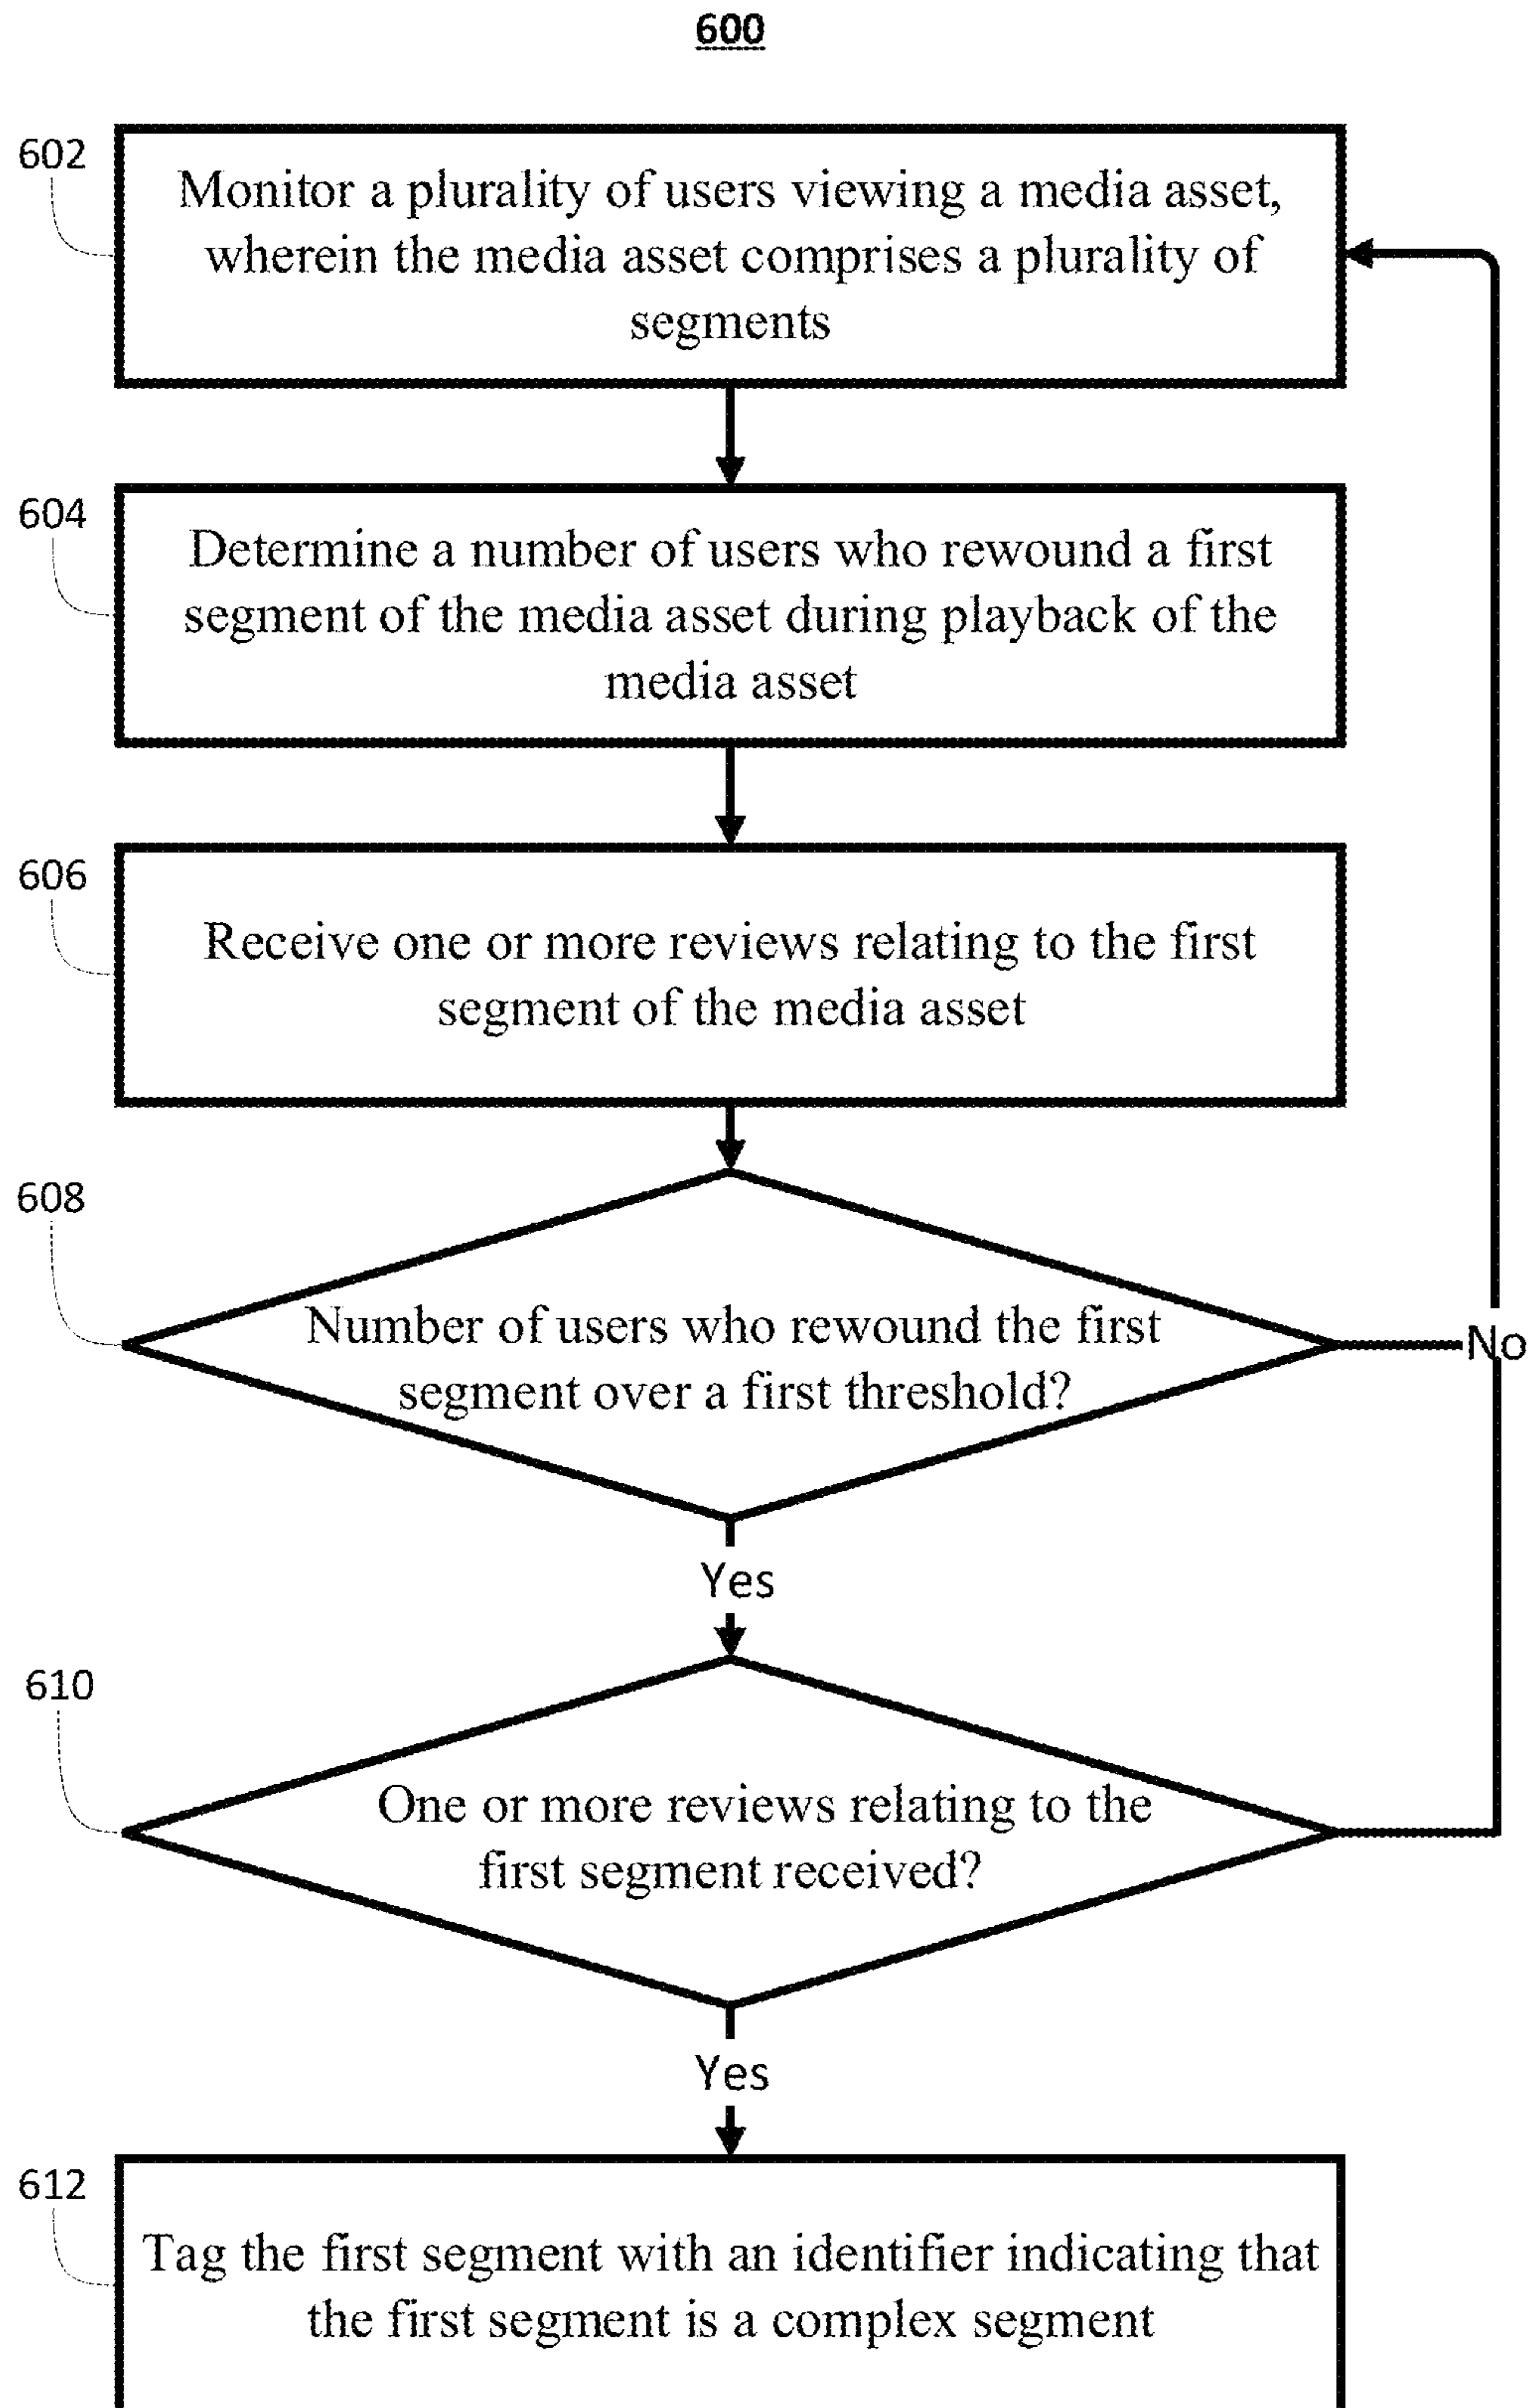 600
602
Monitor a plurality of users viewing a media asset,
wherein the media asset comprises a plurality of
segments
604
Determine a number of users who rewound a first
segment of the media asset during playback of the
media asset
606
Receive one or more reviews relating to the first
segment of the media asset
608
Number of users who rewound the first
segment over a first threshold?
No
Yes
610
One or more reviews relating to the
first segment received?
Yes
612
Tag the first segment with an identifier indicating that
the first segment is a complex segment